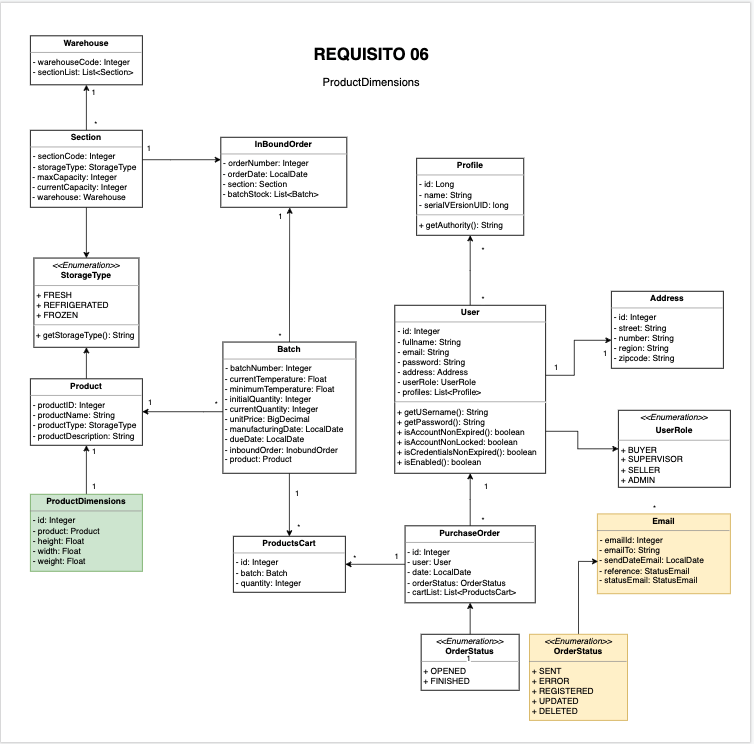 REQUISITO 06
ProductDimensions
Warehouse
- warehouseCode: Integer
- sectionList: List<Section>
1
*
Section
- sectionCode: Integer
- storageType: StorageType
- maxCapacity: Integer
- currentCapacity: Integer
- warehouse: Warehouse
1
InBoundOrder
- orderNumber: Integer
- orderDate: LocalDate
- section: Section
- batchStock: List<Batch>
1
*
<<Enumeration>>
StorageType
+ FRESH
+ REFRIGERATED
+ FROZEN
+ getStorageType(): String
Product
- productID: Integer
- productName: String
- productType: StorageType
- productDescription: String
1
*
1
1
ProductDimensions
- id: Integer
- product: Product
- height: Float
- width: Float
- weight: Float
Batch
- batchNumber: Integer
- currentTemperature: Float
- minimumTemperature: Float
- initialQuantity: Integer
- currentQuantity: Integer
- unitPrice: BigDecimal
- manufacturingDate: LocalDate
- dueDate: LocalDate
- inboundOrder: InobundOrder
- product: Product
1
*
ProductsCart
- id: Integer
- batch: Batch
- quantity: Integer
*
1
Profile
- id: Long
- name: String
- serialVErsionUID: long
+ getAuthority(): String
*
*
User
- id: Integer
- fullname: String
- email: String
- password: String
- address: Address
- userRole: UserRole
- profiles: List<Profile>
+ getUSername(): String
+ getPassword(): String
+ isAccountNonExpired(): boolean
+ isAccountNonLocked: boolean
+ isCredentialsNonExpired(): boolean
+ isEnabled(): boolean
1
1
Address
- id: Integer
- street: String
- number: String
- region: String
- zipcode: String
<<Enumeration>>
UserRole
+ BUYER
+ SUPERVISOR
+ SELLER
+ ADMIN
1
*
PurchaseOrder
- id: Integer
- user: User
- date: LocalDate
- orderStatus: OrderStatus
- cartList: List<ProductsCart>
<<Enumeration>>
OrderStatus
1
+ OPENED
+ FINISHED
*
Email
- emailId: Integer
- emailTo: String
- sendDateEmail: LocalDate
- reference: StatusEmail
- statusEmail: StatusEmail
<<Enumeration>>
OrderStatus
+ SENT
+ ERROR
+ REGISTERED
+ UPDATED
+ DELETED